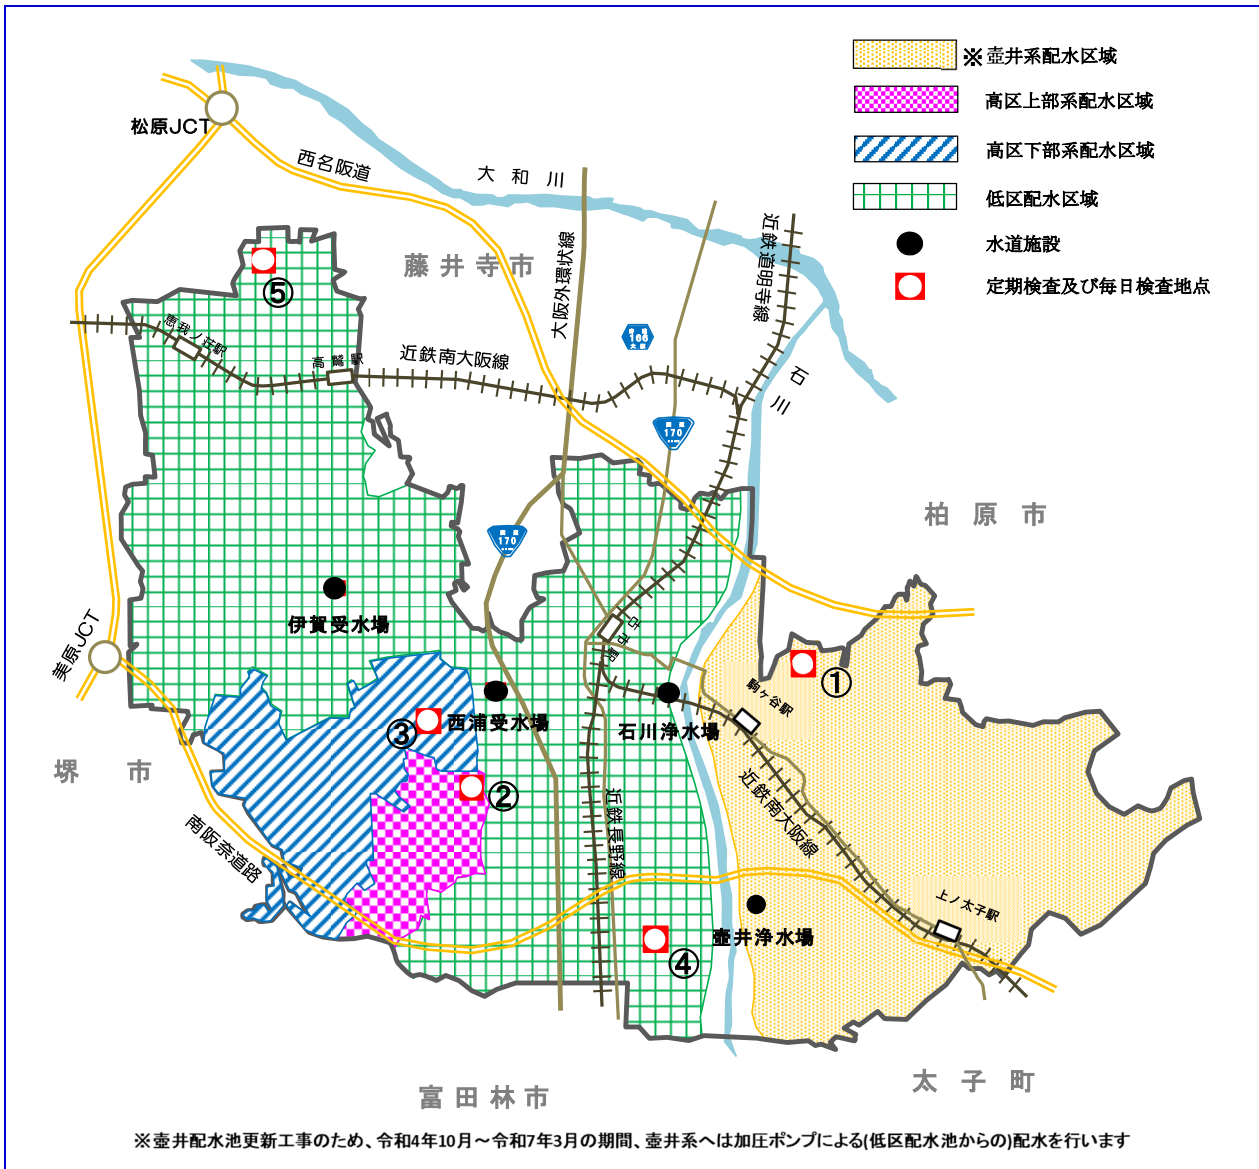 ※壺井系配水区域
高区上部系配水区域
高区下部系配水区域
低区配水区域
水道施設
定期検査及び毎日検査地点
松原JCT
西名阪道
大和川
近鉄道明寺線
大阪外環状線
藤井寺市
⑤
166
恵我ノ荘駅
高鷲駅
近鉄南大阪線
石川
170
柏原市
170
伊賀受水場
古市駅
美原JCT
①
駒ヶ谷駅
西浦受水場
石川浄水場
③
堺市
②
近鉄南大阪線
近鉄長野線
南阪奈道路
上ノ太子駅
壺井浄水場
④
太子町
富田林市
※壺井配水池更新工事のため、令和4年10月～令和7年3月の期間、壺井系へは加圧ポンプによる(低区配水池からの)配水を行います